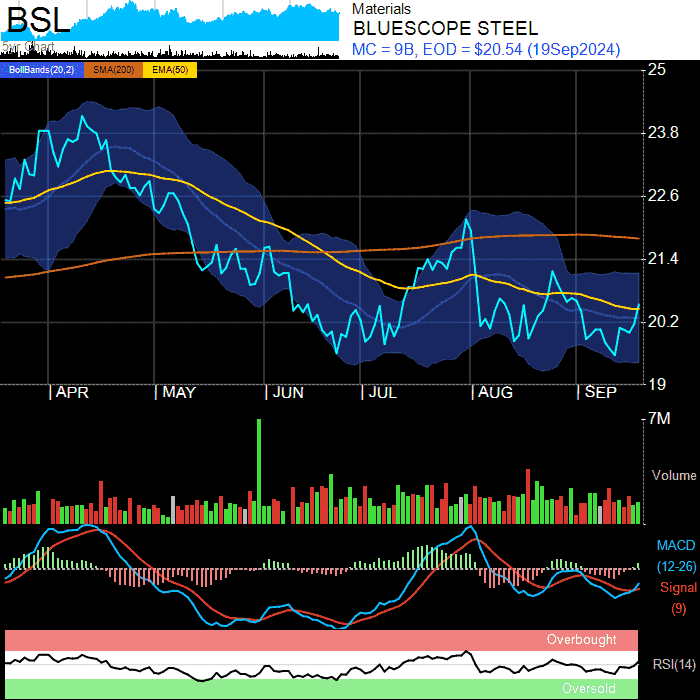 BSL
5yr Chart
Materials
BLUESCOPE STEEL
MC = 9B, EOD = $20.54 (19Sep2024)
BollBands(20,2) SMA(200) EMA(50)
25
23.8
22.6
21.4
20.2
19
APR MAY JUN JUL AUG SEP
7M
Volume
MACD
(12-26)
Signal
(9)
Overbought
RSI(14)
Oversold